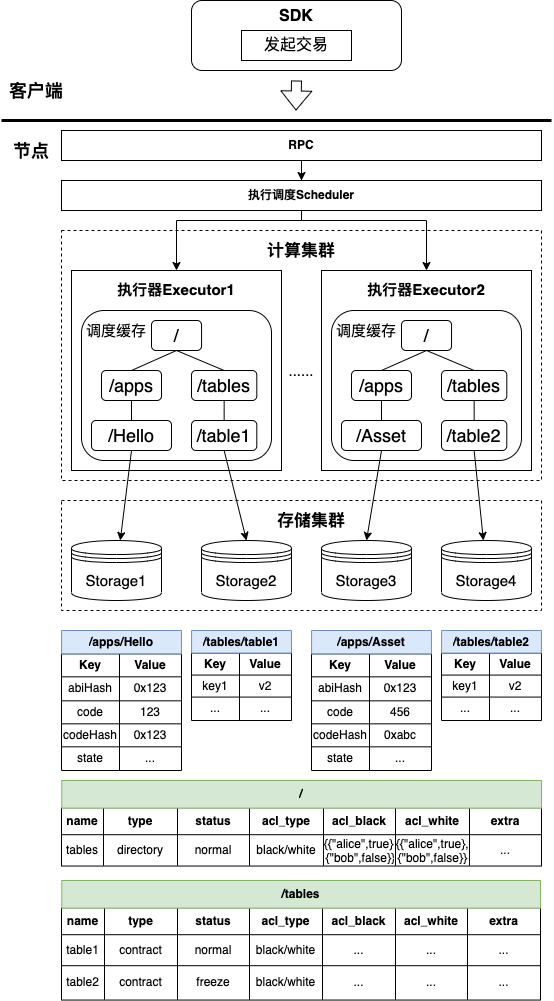 SDK
发起交易
客户端
节点
RPC
执行调度Scheduler
计算集群
执行器Executor1
调度缓存
/
/apps
/tables
/Hello
/table1
......
执行器Executor2
调度缓存
/
/apps
/tables
/Asset
/table2
存储集群
Storage1
Storage2
Storage3
Storage4
/apps/Hello
Key Value
abiHash 0x123
code 123
codeHash 0x123
state ...
/tables/table1
Key Value
key1 v2
... ...
/apps/Asset
Key Value
abiHash 0x123
code 456
codeHash 0xabc
state ...
/tables/table2
Key Value
key1 v2
... ...
/
name type status acl_type acl_black acl_white extra
tables directory normal black/white {{"alice",true} {{"alice",true}, ...
{"bob",false}} {"bob",false}}
/tables
name type status acl_type acl_black acl_white extra
table1 contract normal black/white ... ... ...
table2 contract freeze black/white ... ... ...